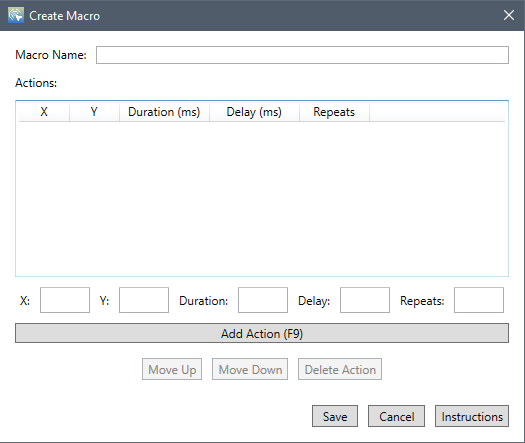 Create Macro
Macro Name:
Actions:
X Y Duration (ms) Delay (ms) Repeats
X: Y: Duration: Delay: Repeats:
Add Action (F9)
Move Up Move Down Delete Action
Save Cancel Instructions